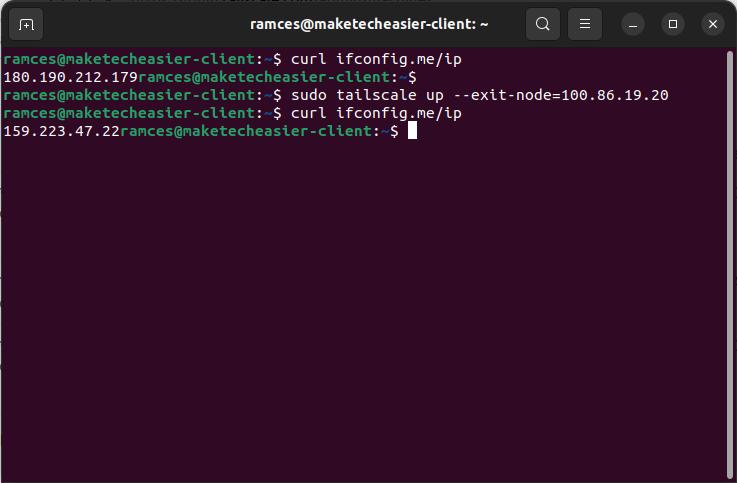 ramces@maketecheasier-client: ~
ramces@maketecheasier-client:~$ curl ifconfig.me/ip
180.190.212.179ramces@maketecheasier-client:~$
ramces@maketecheasier-client:~$ sudo tailscale up --exit-node=100.86.19.20
ramces@maketecheasier-client:~$ curl ifconfig.me/ip
159.223.47.22ramces@maketecheasier-client:~$